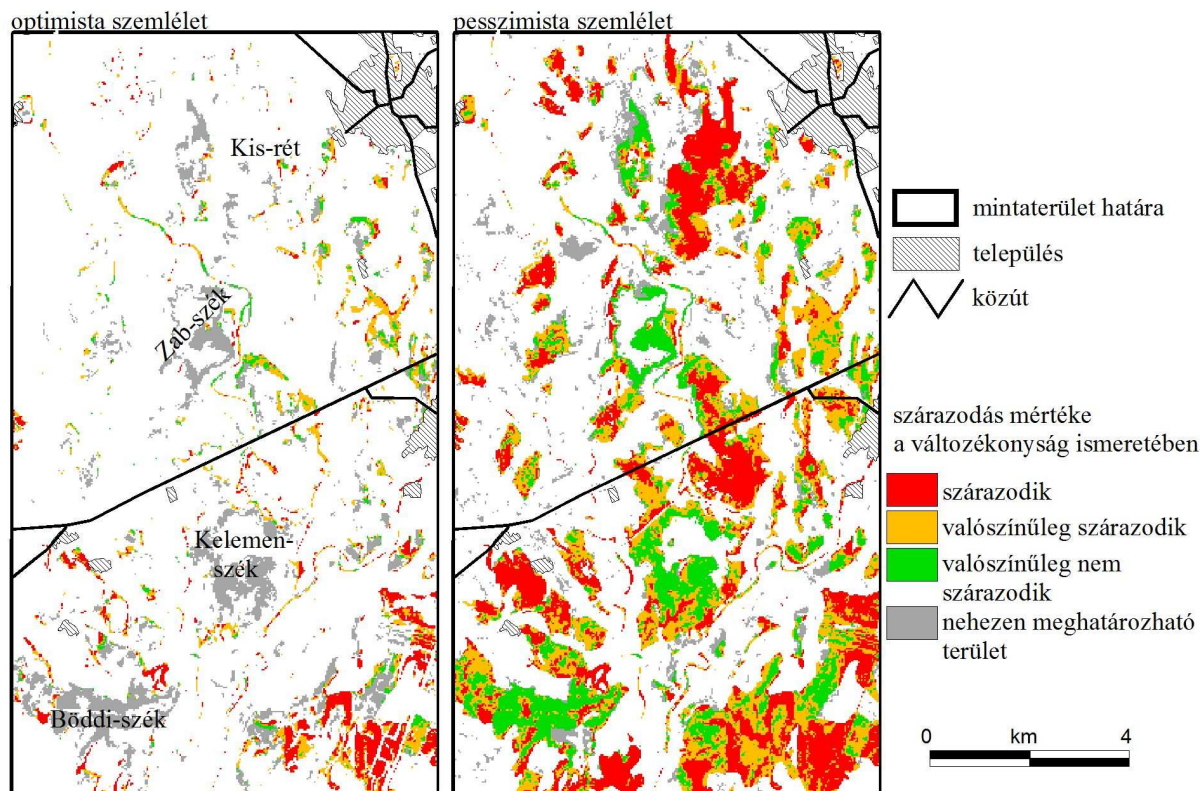 optimista szemlélet
pesszimista szemlélet
Kis-rét
Zab-szék
Kelemen-
szék
Böddi-szék
mintaterület határa
település
közút
szárazodás mértéke
a változékonyság ismeretében
szárazodik
valószínűleg szárazodik
valószínűleg nem
szárazodik
nehezen meghatározható
terület
0 km 4